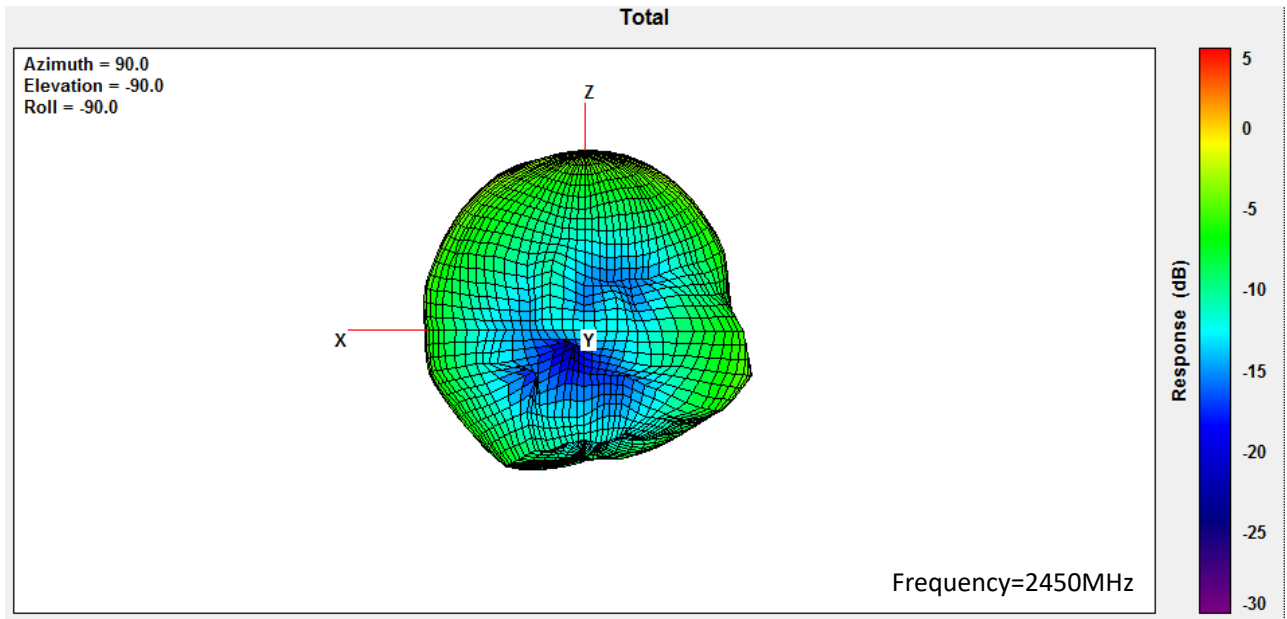 Total
Azimuth = 90.0
Elevation = -90.0
Roll = -90.0
Z
X
Y
Frequency=2450MHz
5
0
-5
-10
-15
-20
-25
-30
Response (dB)